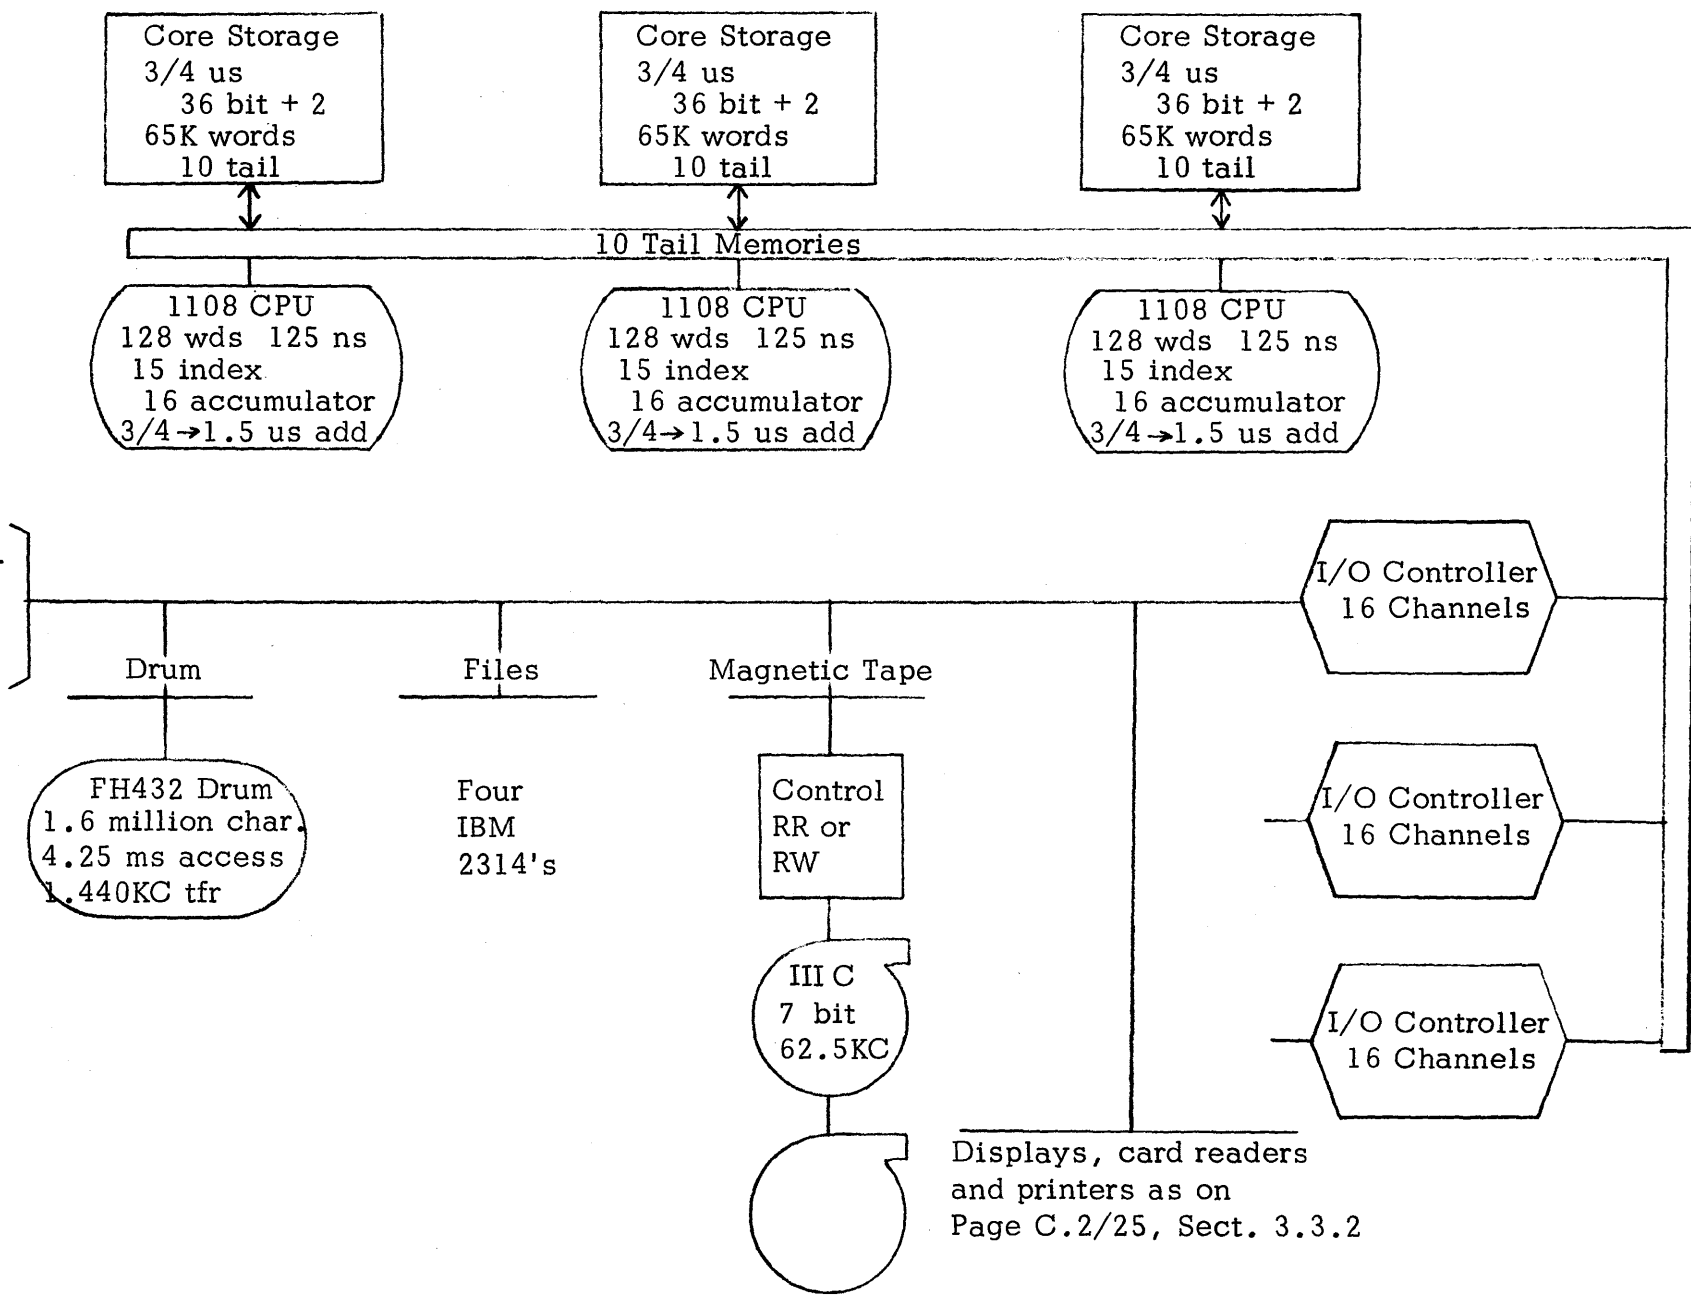 Core Storage
3/4 us
36 bit + 2
65K words
10 tail
Core Storage
3/4 us
36 bit + 2
65K words
10 tail
Core Storage
3/4 us
36 bit + 2
65K words
10 tail
10 Tail Memories
1108 CPU
128 wds 125 ns
15 index
16 accumulator
3/4→1.5 us add
1108 CPU
128 wds 125 ns
15 index
16 accumulator
3/4→1.5 us add
1108 CPU
128 wds 125 ns
15 index
16 accumulator
3/4→1.5 us add
I/O Controller
16 Channels
Drum
Files
Magnetic Tape
FH432 Drum
1.6 million char.
4.25 ms access
1.440KC tfr
Four
IBM
2314's
Control
RR or
RW
I/O Controller
16 Channels
III C
7 bit
62.5KC
I/O Controller
16 Channels
Displays, card readers
and printers as on
Page C.2/25, Sect. 3.3.2